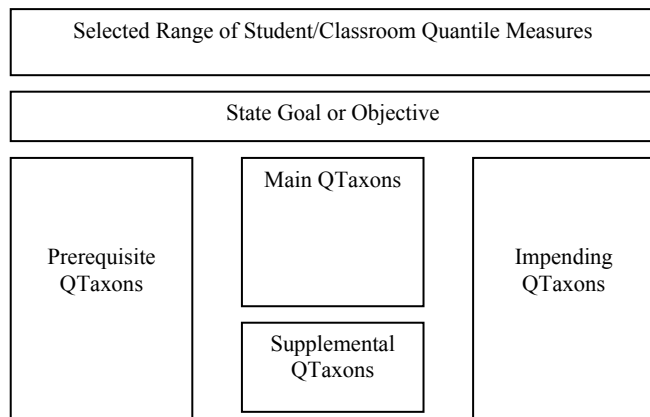 Selected Range of Student/Classroom Quantile Measures
State Goal or Objective
Prerequisite
QTaxons
Main QTaxons
Supplemental
QTaxons
Impending
QTaxons